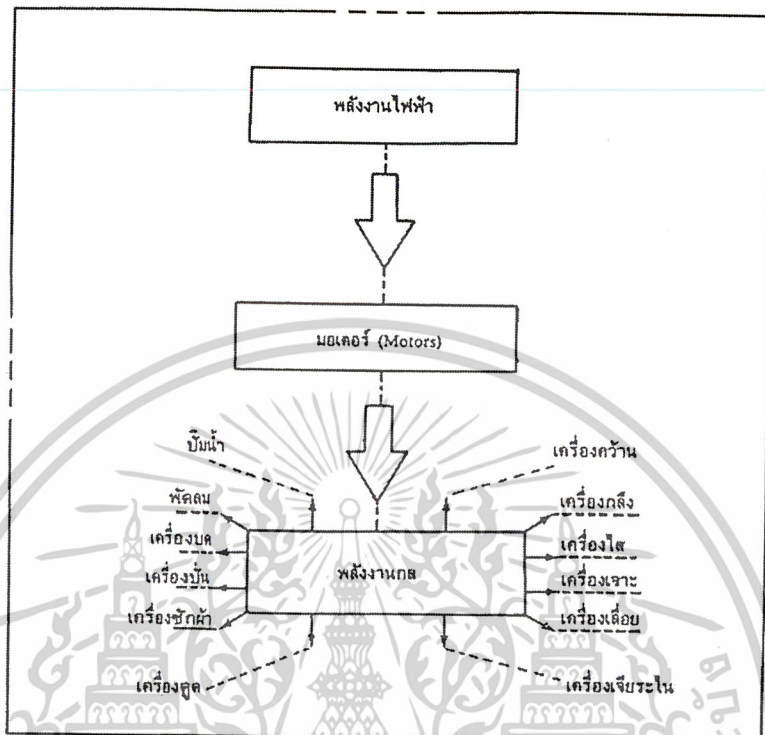 พลังงานไฟฟ้า
มอเตอร์ (Motors)
ปั๊มน้ำ
เครื่องคว้าน
พัดลม
เครื่องกลึง
เครื่องบด
เครื่องไส
เครื่องปั่น
พลังงานกล
เครื่องเจาะ
เครื่องซักผ้า
เครื่องเลื่อย
เครื่องดูด
เครื่องเจียระไน